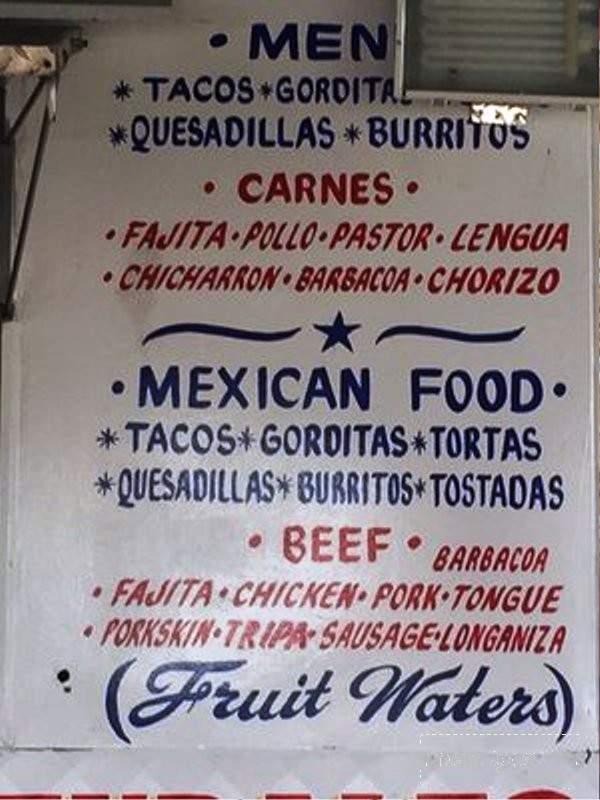 • MEN
* TACOS * GORDITA
* QUESADILLAS * BURRITOS
• CARNES •
• FAJITA • POLLO • PASTOR • LENGUA
• CHICHARRON • BARBACOA • CHORIZO
• MEXICAN FOOD •
* TACOS * GORDITAS * TORTAS
* QUESADILLAS * BURRITOS * TOSTADAS
• BEEF • BARBACOA
• FAJITA • CHICKEN • PORK • TONGUE
• PORKSKIN • TRIPA • SAUSAGE • LONGANIZA
(Fruit Waters)